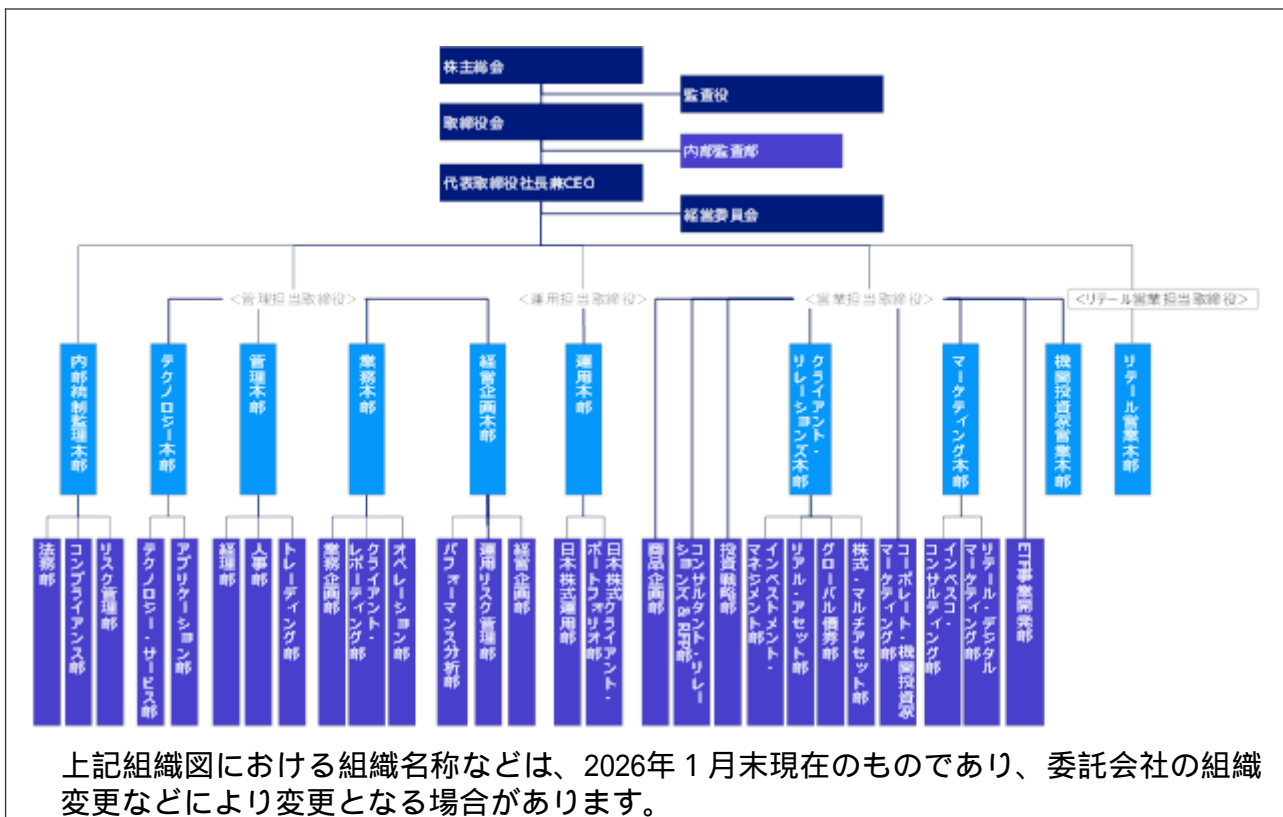 株主総会
監査役
取締役会
内部監査部
代表取締役社長兼CEO
経営委員会
<管理担当取締役>
<運用担当取締役>
<営業担当取締役>
<リテール営業担当取締役>
内部統制監理本部
テクノロジー本部
管理本部
業務本部
経営企画本部
運用本部
クライアント・
リレーションズ本部
マーケティング本部
機関投資家営業本部
リテール営業本部
法務部
コンプライアンス部
リスク管理部
テクノロジー・サービス部
アプリケーション部
経理部
人事部
トレーディング部
業務企画部
クライアント・
レポーティング部
オペレーション部
パフォーマンス分析部
運用リスク管理部
経営企画部
日本株式運用部
日本株式クライアント・
ポートフォリオ部
商品企画部
コンサルタント・リレー
ションズ & RFP部
投資戦略部
インベストメント・
マネジメント部
リアル・アセット部
グローバル債券部
株式・マルチアセット部
コーポレート・機関投資家
マーケティング部
インベスコ・
コンサルティング部
リテール・デジタル
マーケティング部
ETF事業開発部
上記組織図における組織名称などは、2026年1月末現在のものであり、委託会社の組織
変更などにより変更となる場合があります。